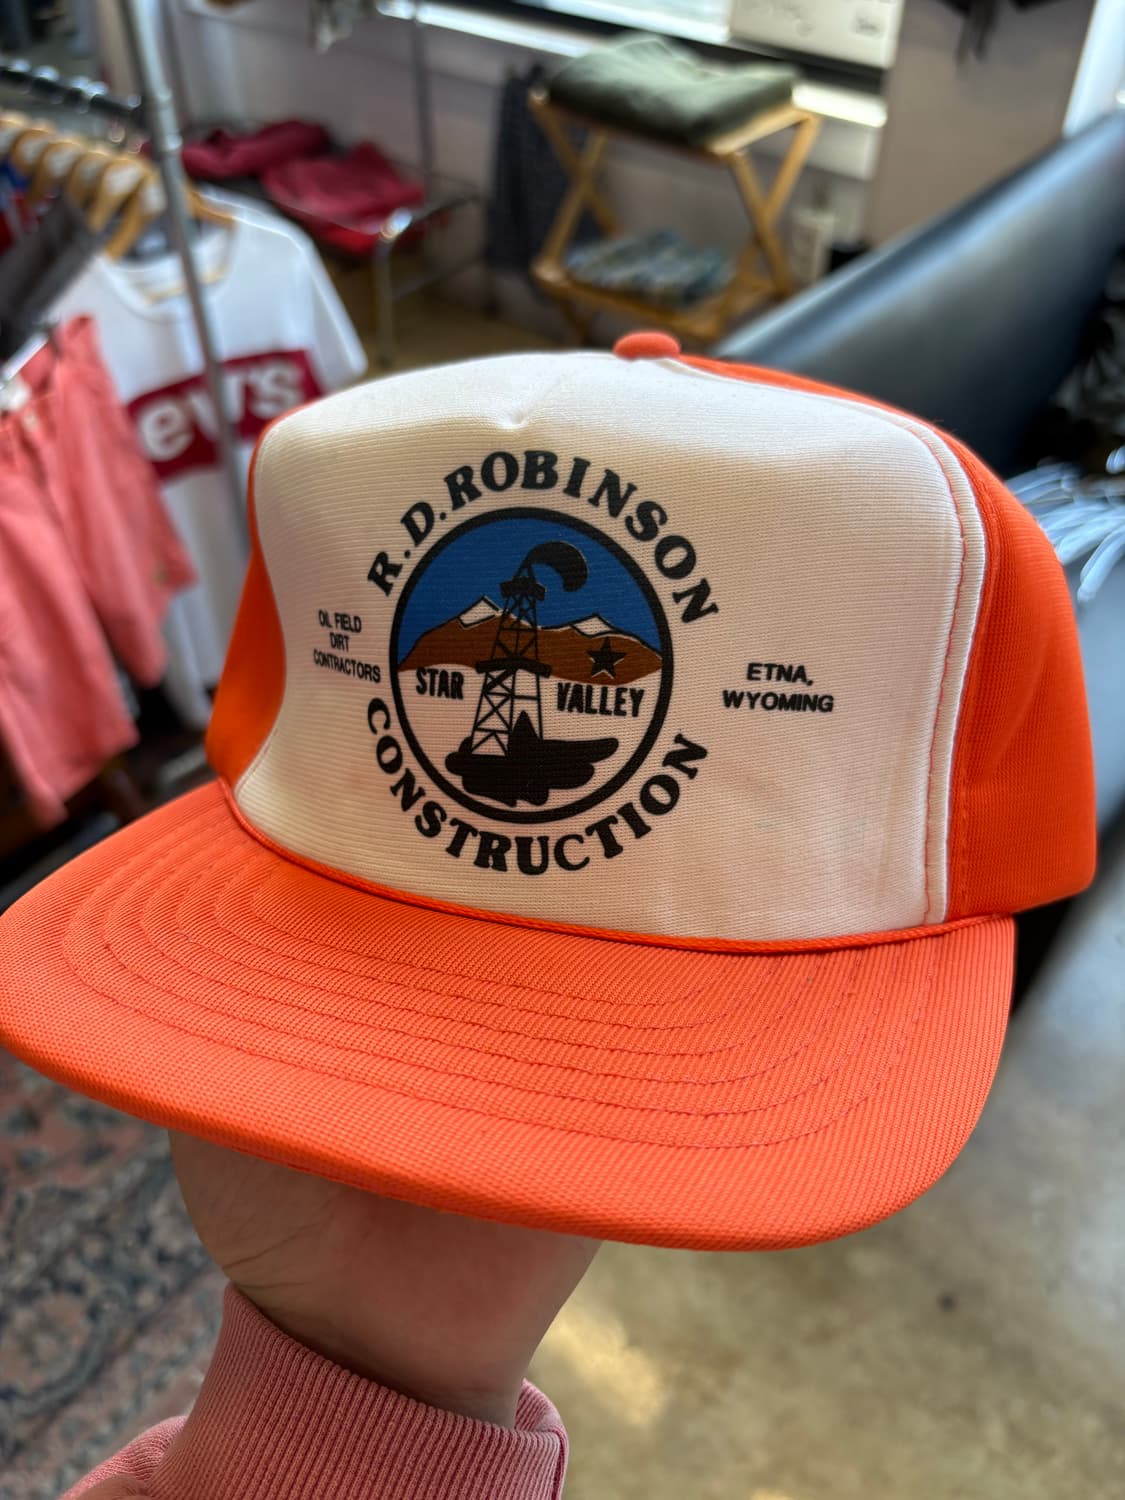 R.D. ROBINSON
OIL FIELD
DIRT
CONTRACTORS
STAR VALLEY
ETNA,
WYOMING
CONSTRUCTION
evi's